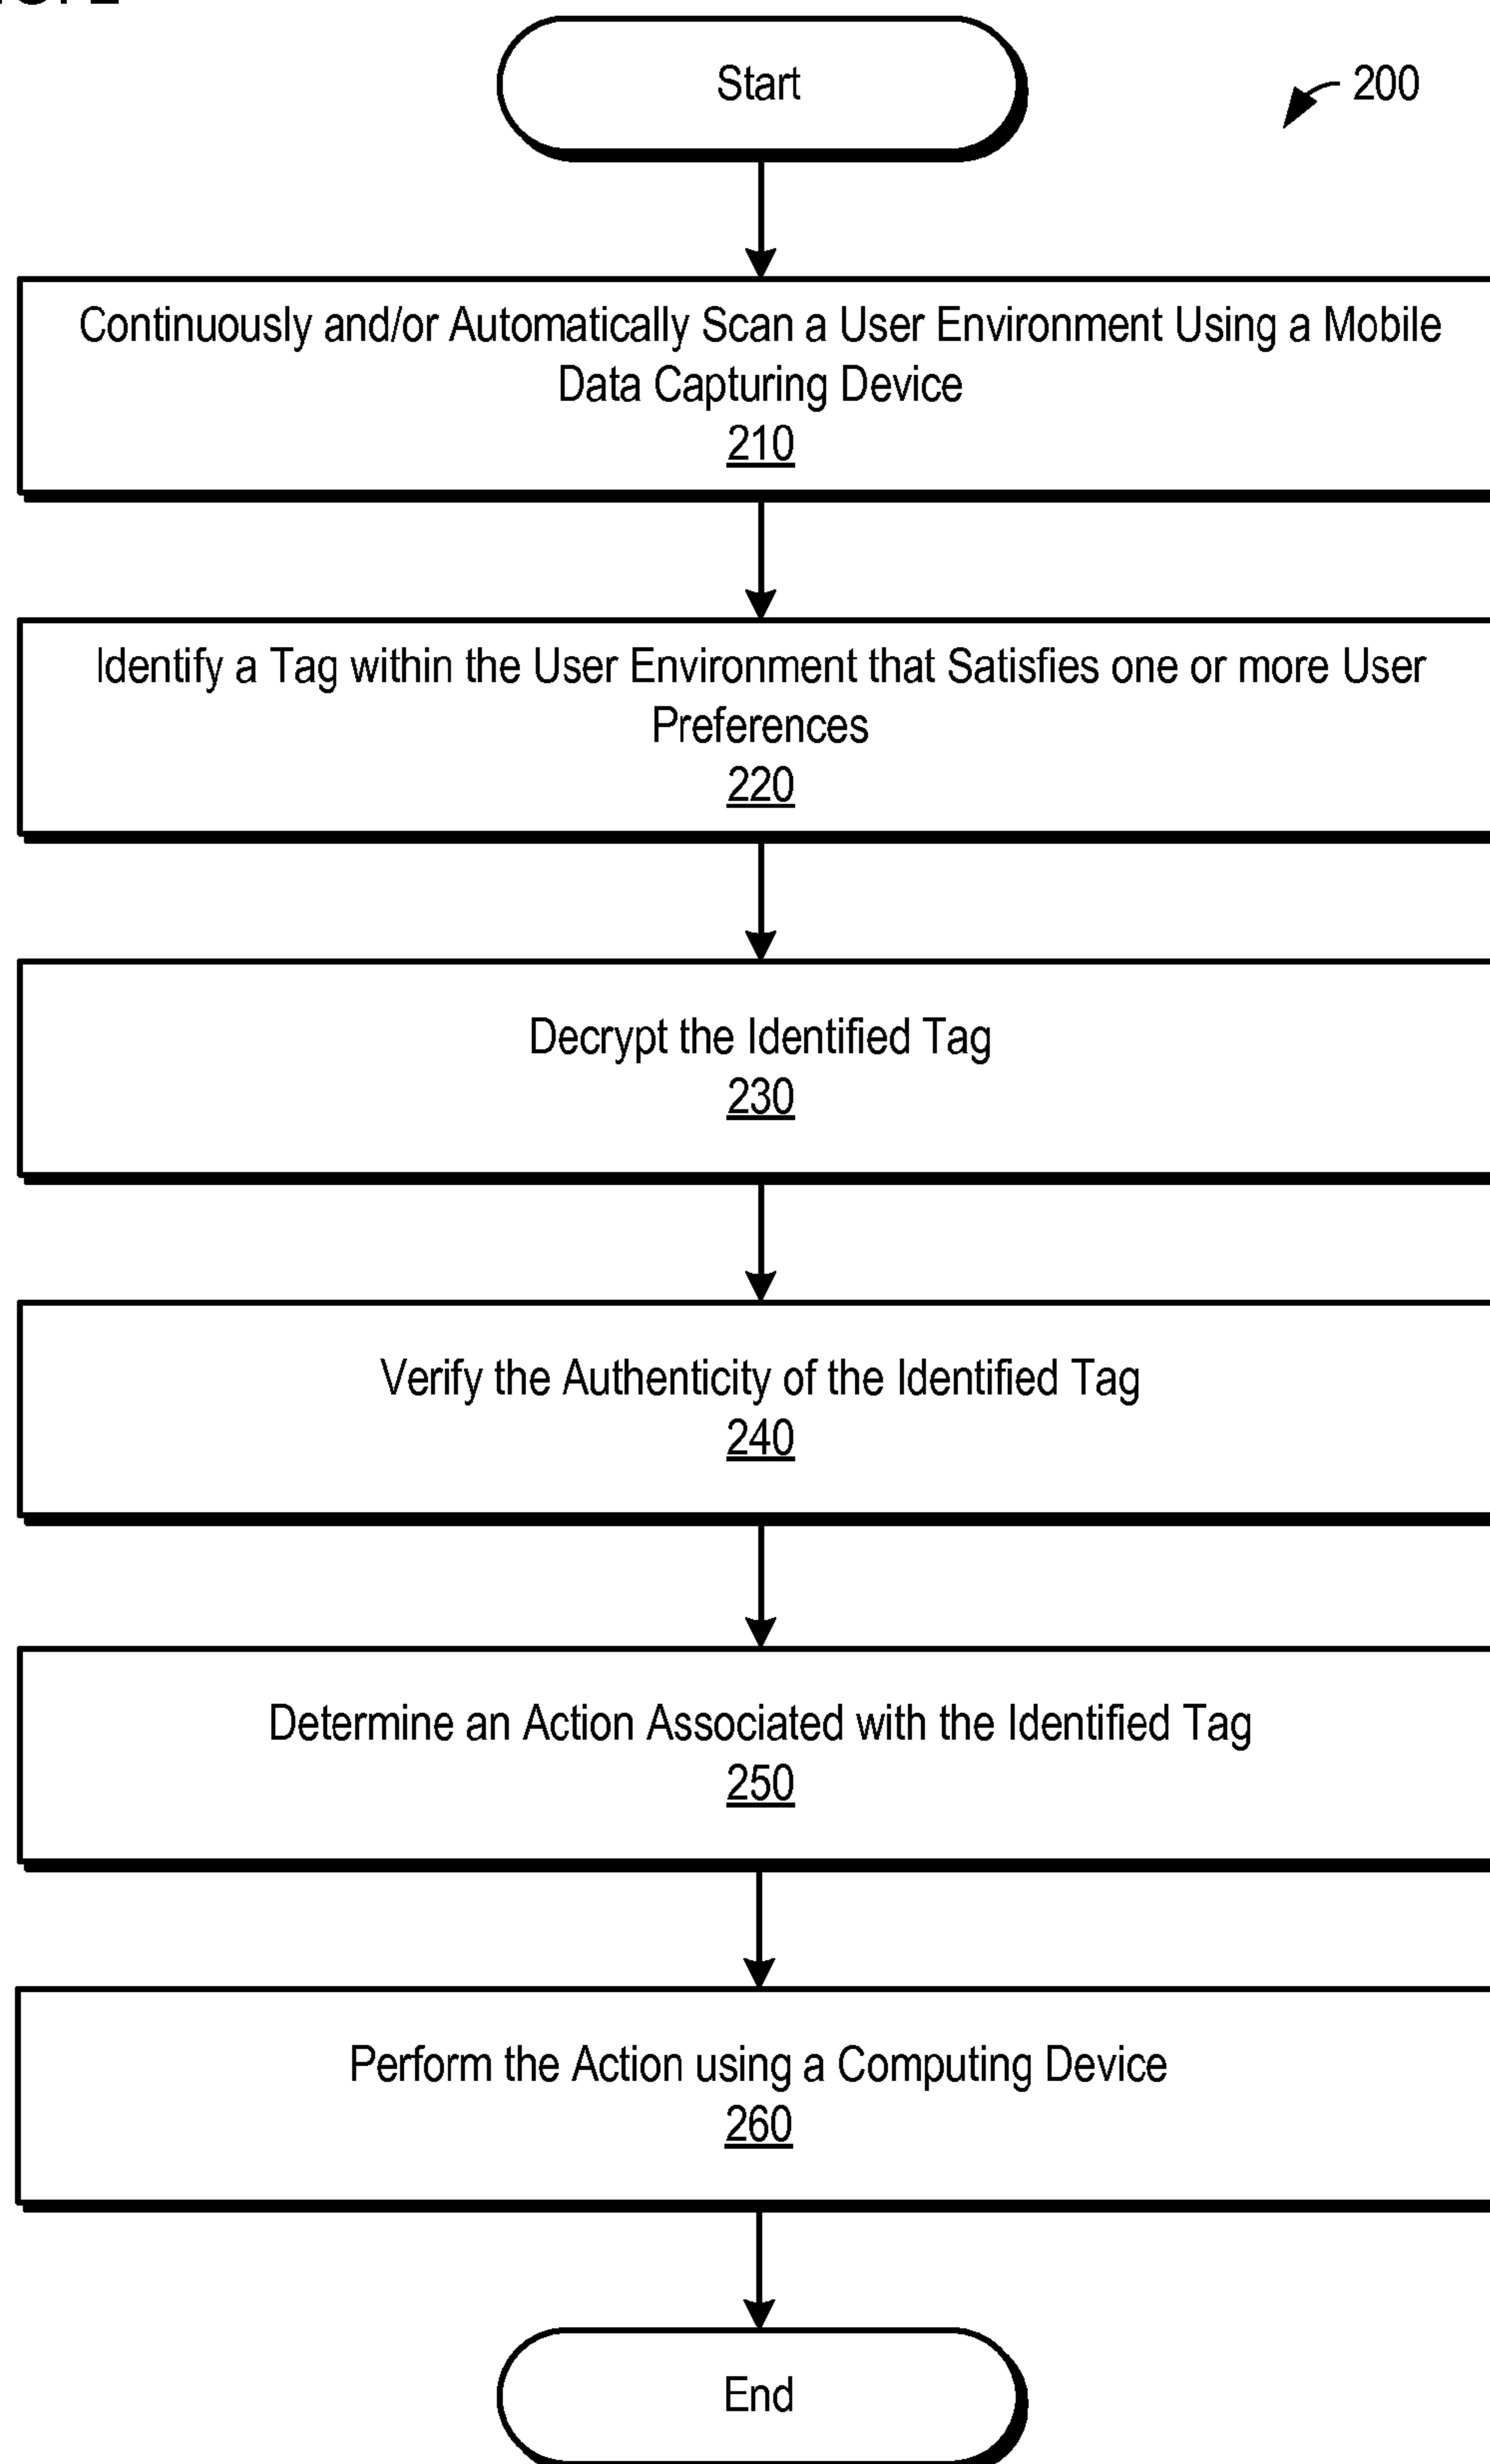 Start
200
Continuously and/or Automatically Scan a User Environment Using a Mobile
Data Capturing Device
210
Identify a Tag within the User Environment that Satisfies one or more User
Preferences
220
Decrypt the Identified Tag
230
Verify the Authenticity of the Identified Tag
240
Determine an Action Associated with the Identified Tag
250
Perform the Action using a Computing Device
260
End